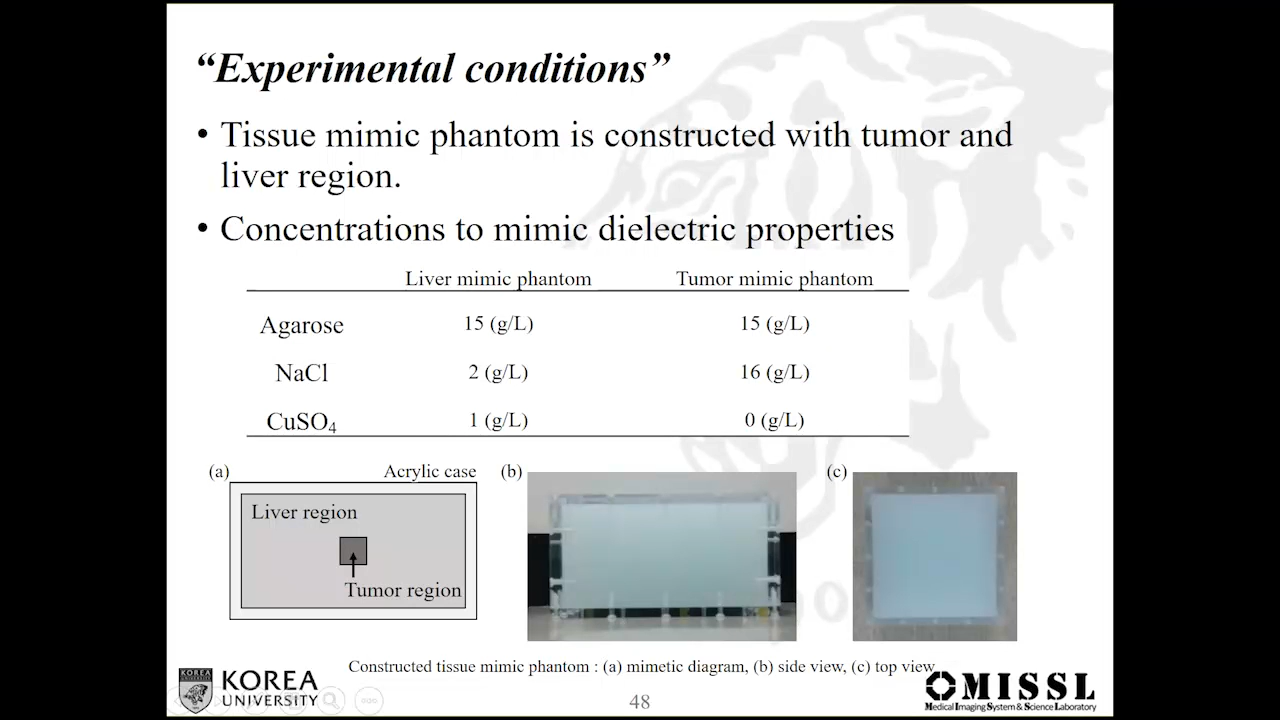 “Experimental conditions”
• Tissue mimic phantom is constructed with tumor and
liver region.
• Concentrations to mimic dielectric properties
Liver mimic phantom Tumor mimic phantom
Agarose 15 (g/L) 15 (g/L)
NaCl 2 (g/L) 16 (g/L)
CuSO₄ 1 (g/L) 0 (g/L)
(a) Acrylic case (b) (c)
Liver region
Tumor region
Constructed tissue mimic phantom : (a) mimetic diagram, (b) side view, (c) top view
KOREA
UNIVERSITY
48
MISSL
Medical Imaging System & Science Laboratory